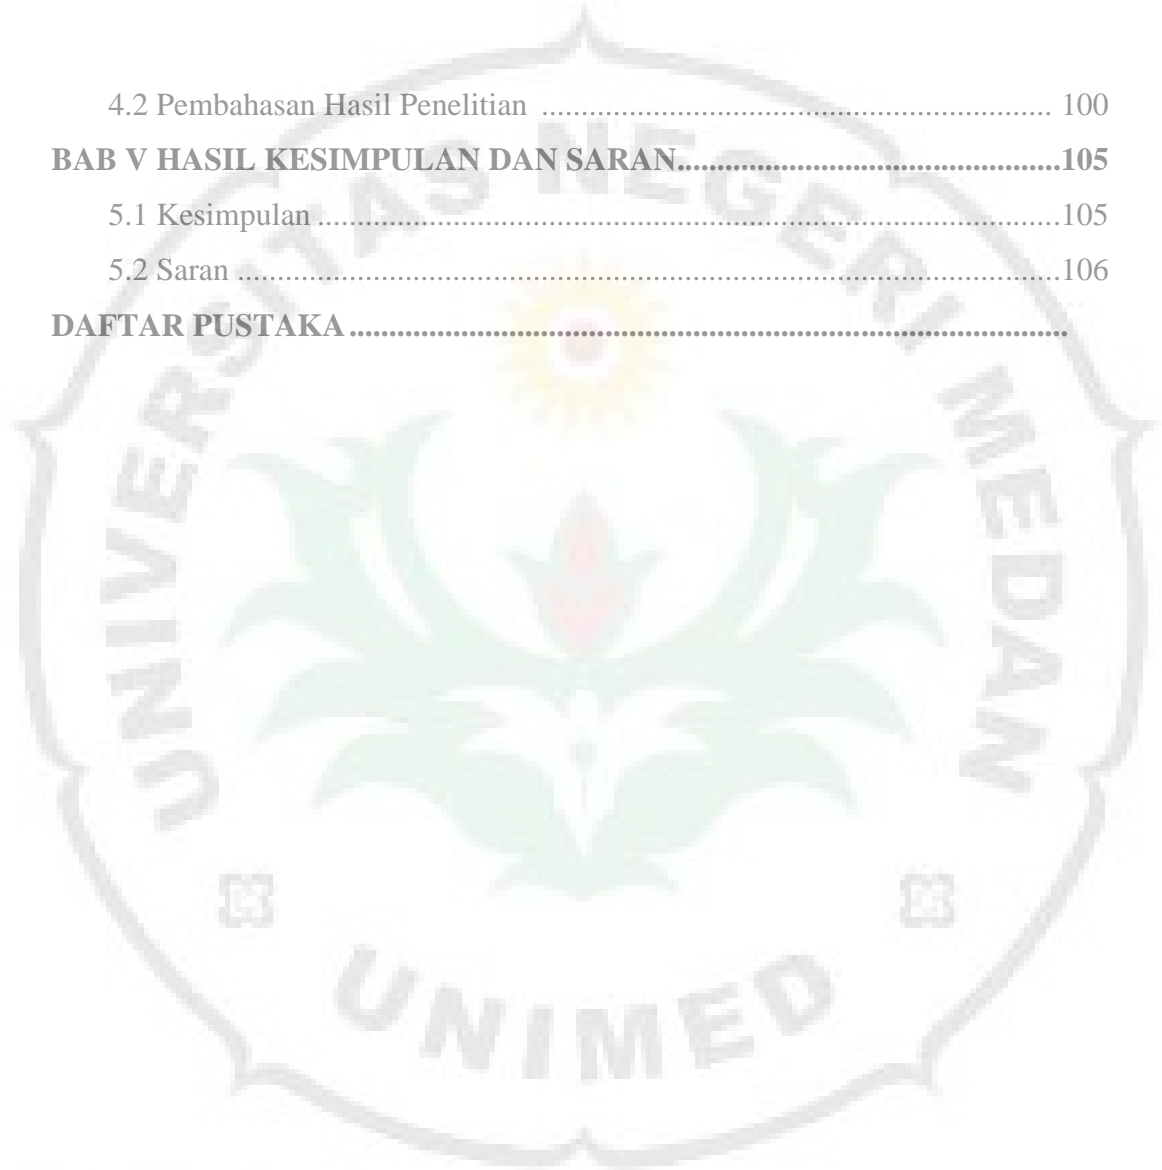 4.2 Pembahasan Hasil Penelitian ................................................................. 100
BAB V HASIL KESIMPULAN DAN SARAN.................................................105
5.1 Kesimpulan ...............................................................................................105
5.2 Saran .........................................................................................................106
DAFTAR PUSTAKA ..........................................................................................
UNIVERSITAS NEGERI MEDAN
UNIMED